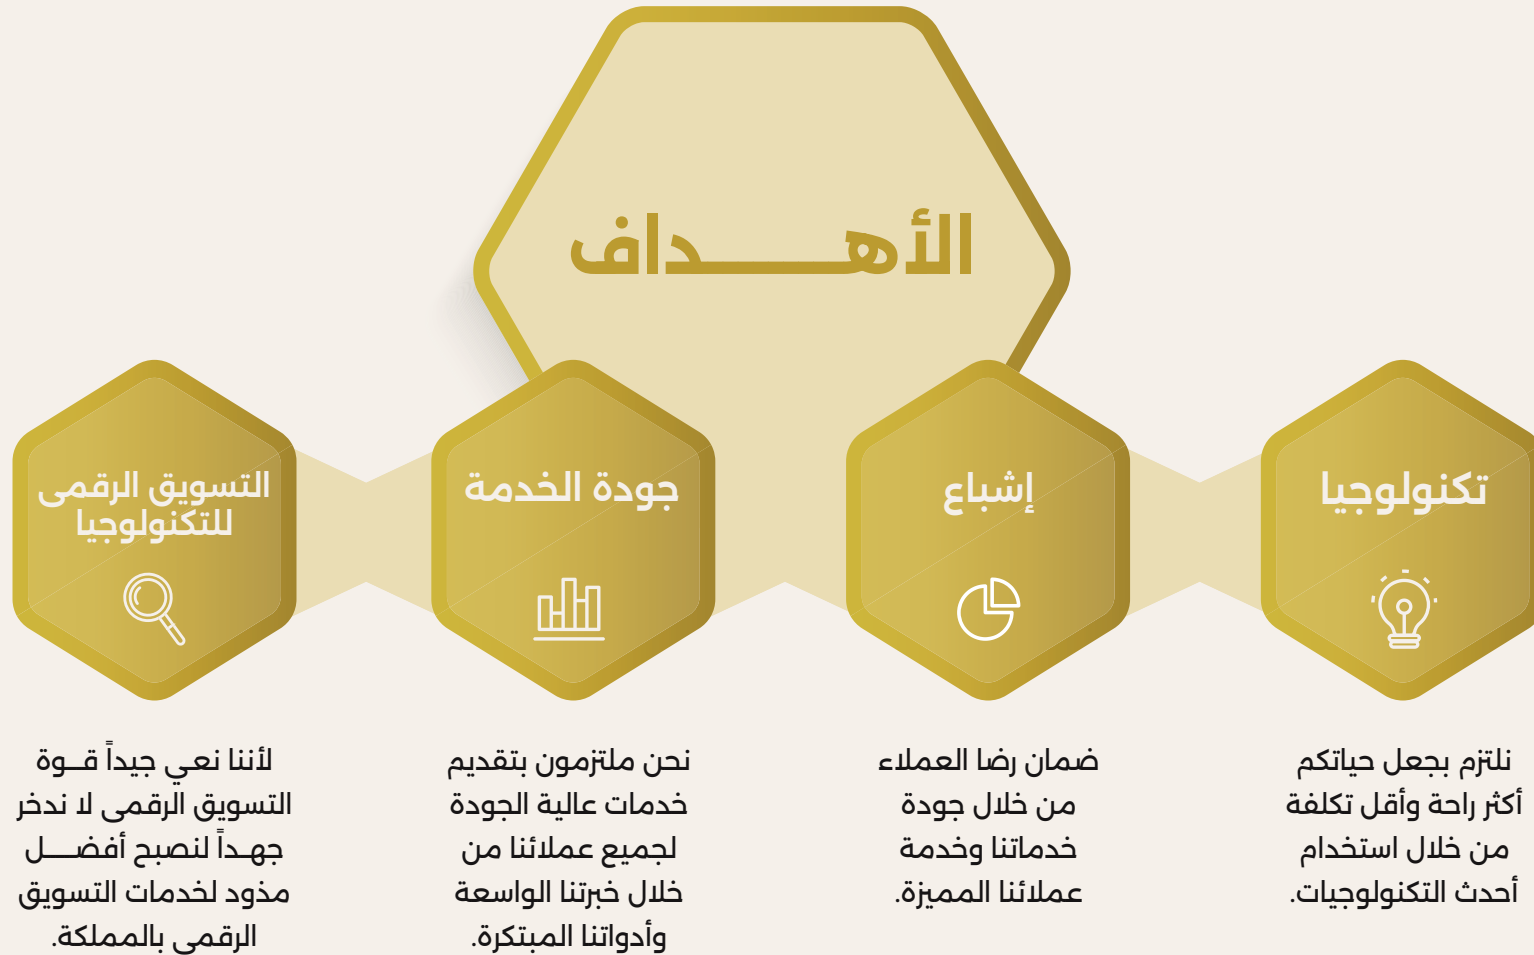 الأهـــــداف
تكنولوجيا
نلتزم بجعل حياتكم
أكثر راحة وأقل تكلفة
من خلال استخدام
أحدث التكنولوجيات.
إشباع
ضمان رضا العملاء
من خلال جودة
خدماتنا وخدمة
عملائنا المميزة.
جودة الخدمة
نحن ملتزمون بتقديم
خدمات عالية الجودة
لجميع عملائنا من
خلال خبرتنا الواسعة
وأدواتنا المبتكرة.
التسويق الرقمى
للتكنولوجيا
لأننا نعـي جيداً قــوة
التسويق الرقمى لا ندخر
جهـداً لنصبح أفضــــل
مذود لخدمات التسويق
الرقمى بالمملكة.